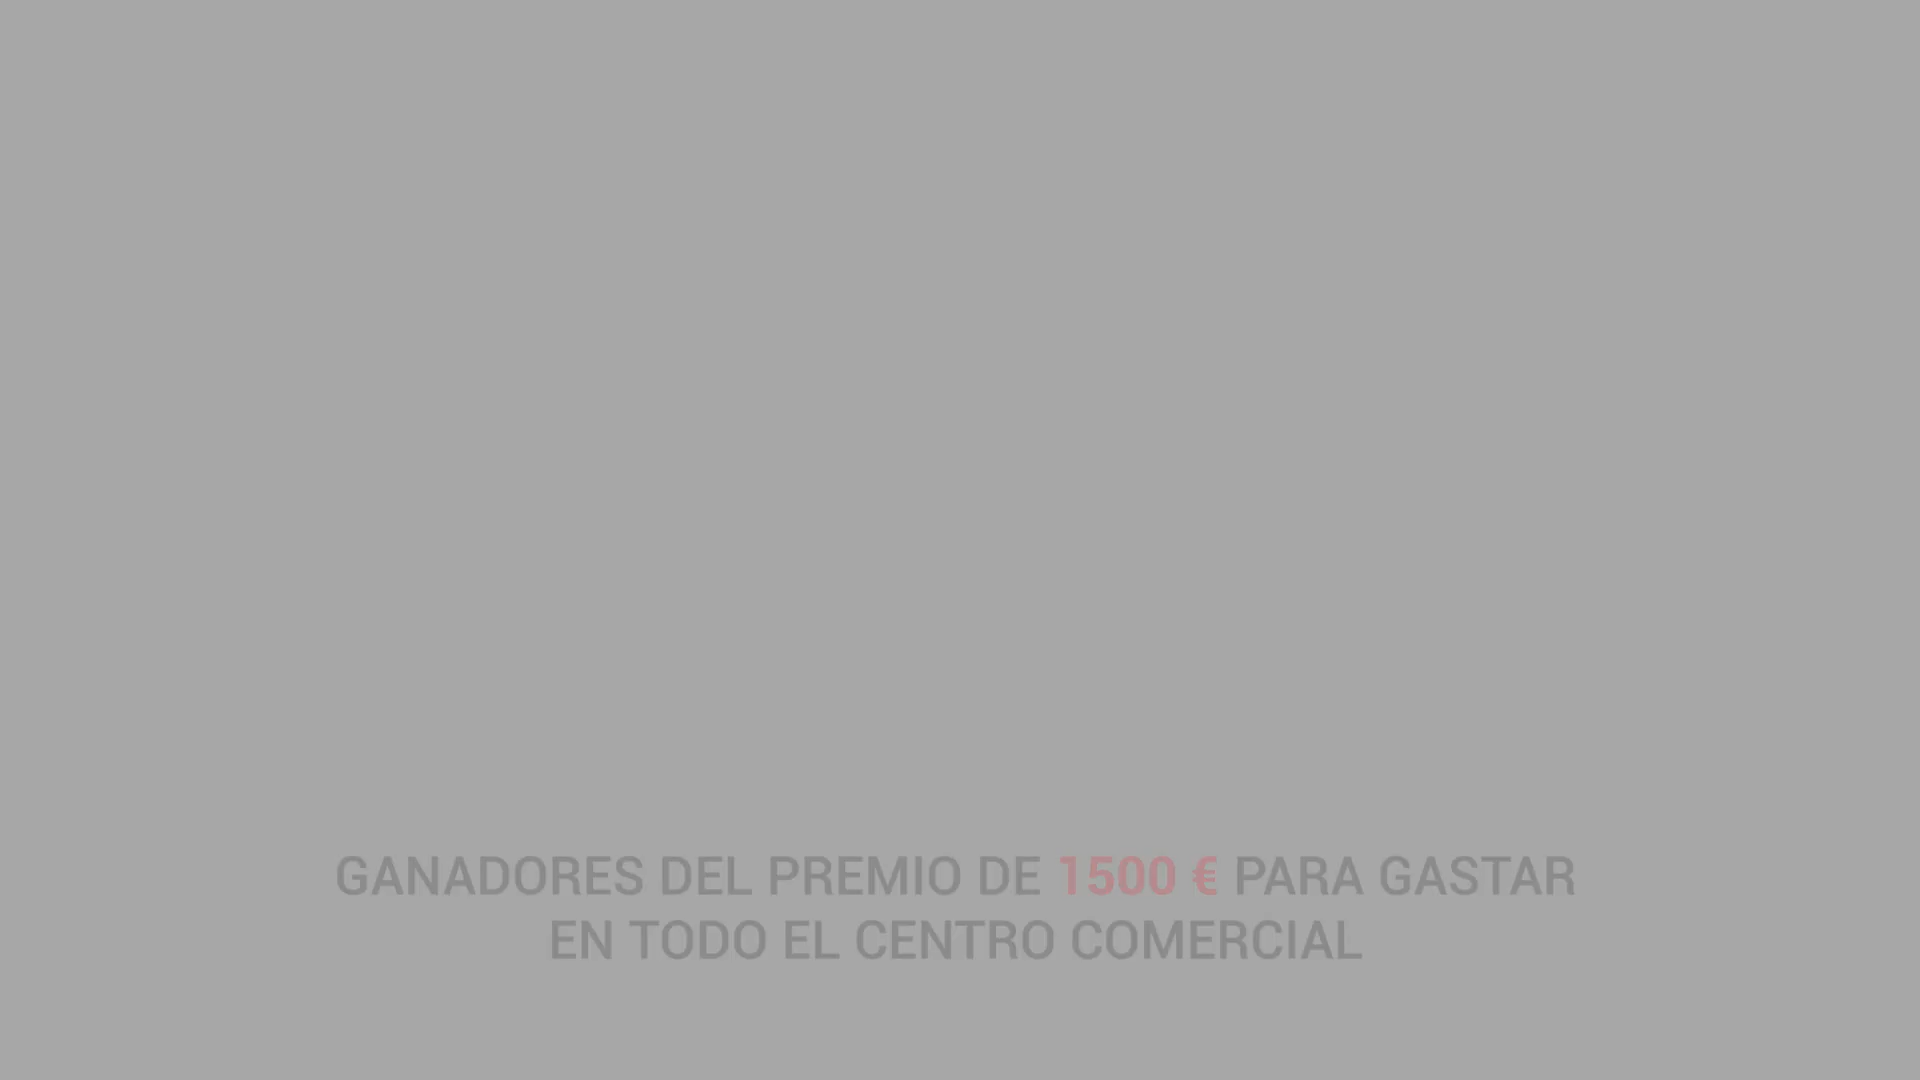 GANADORES DEL PREMIO DE 1500 € PARA GASTAR
EN TODO EL CENTRO COMERCIAL